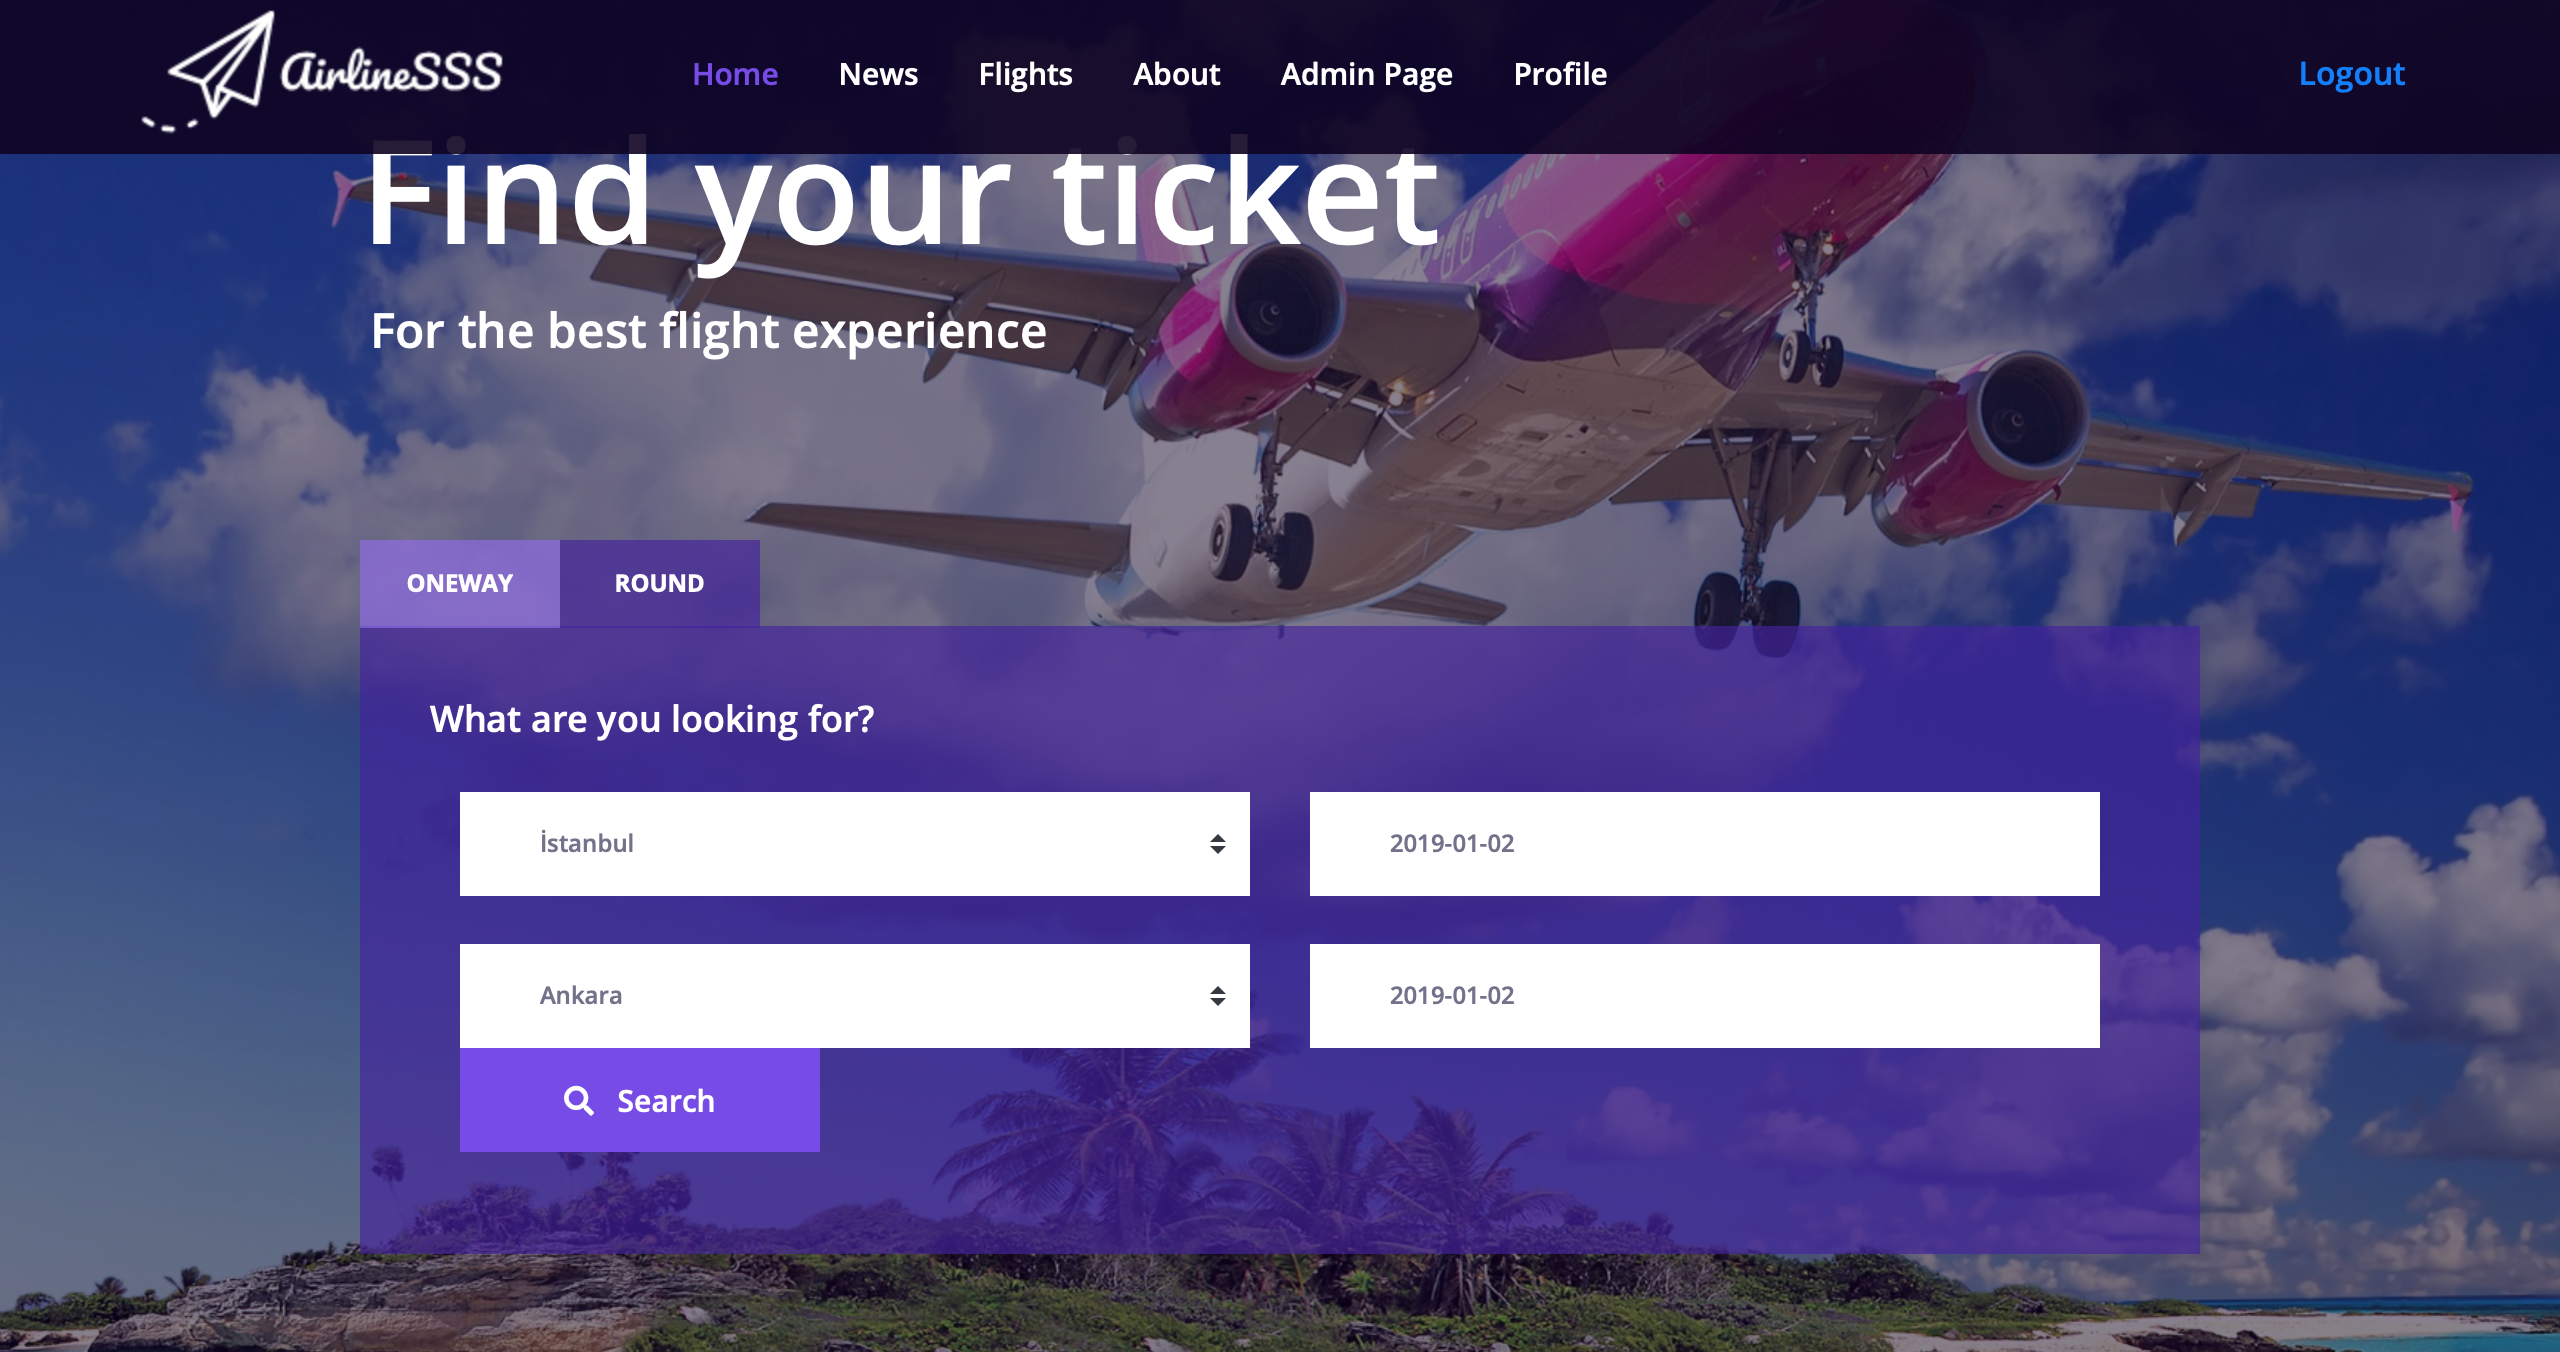 AirlineSSS
Home News Flights About Admin Page Profile Logout
Find your ticket
For the best flight experience
ONEWAY ROUND
What are you looking for?
İstanbul 2019-01-02
Ankara 2019-01-02
Search